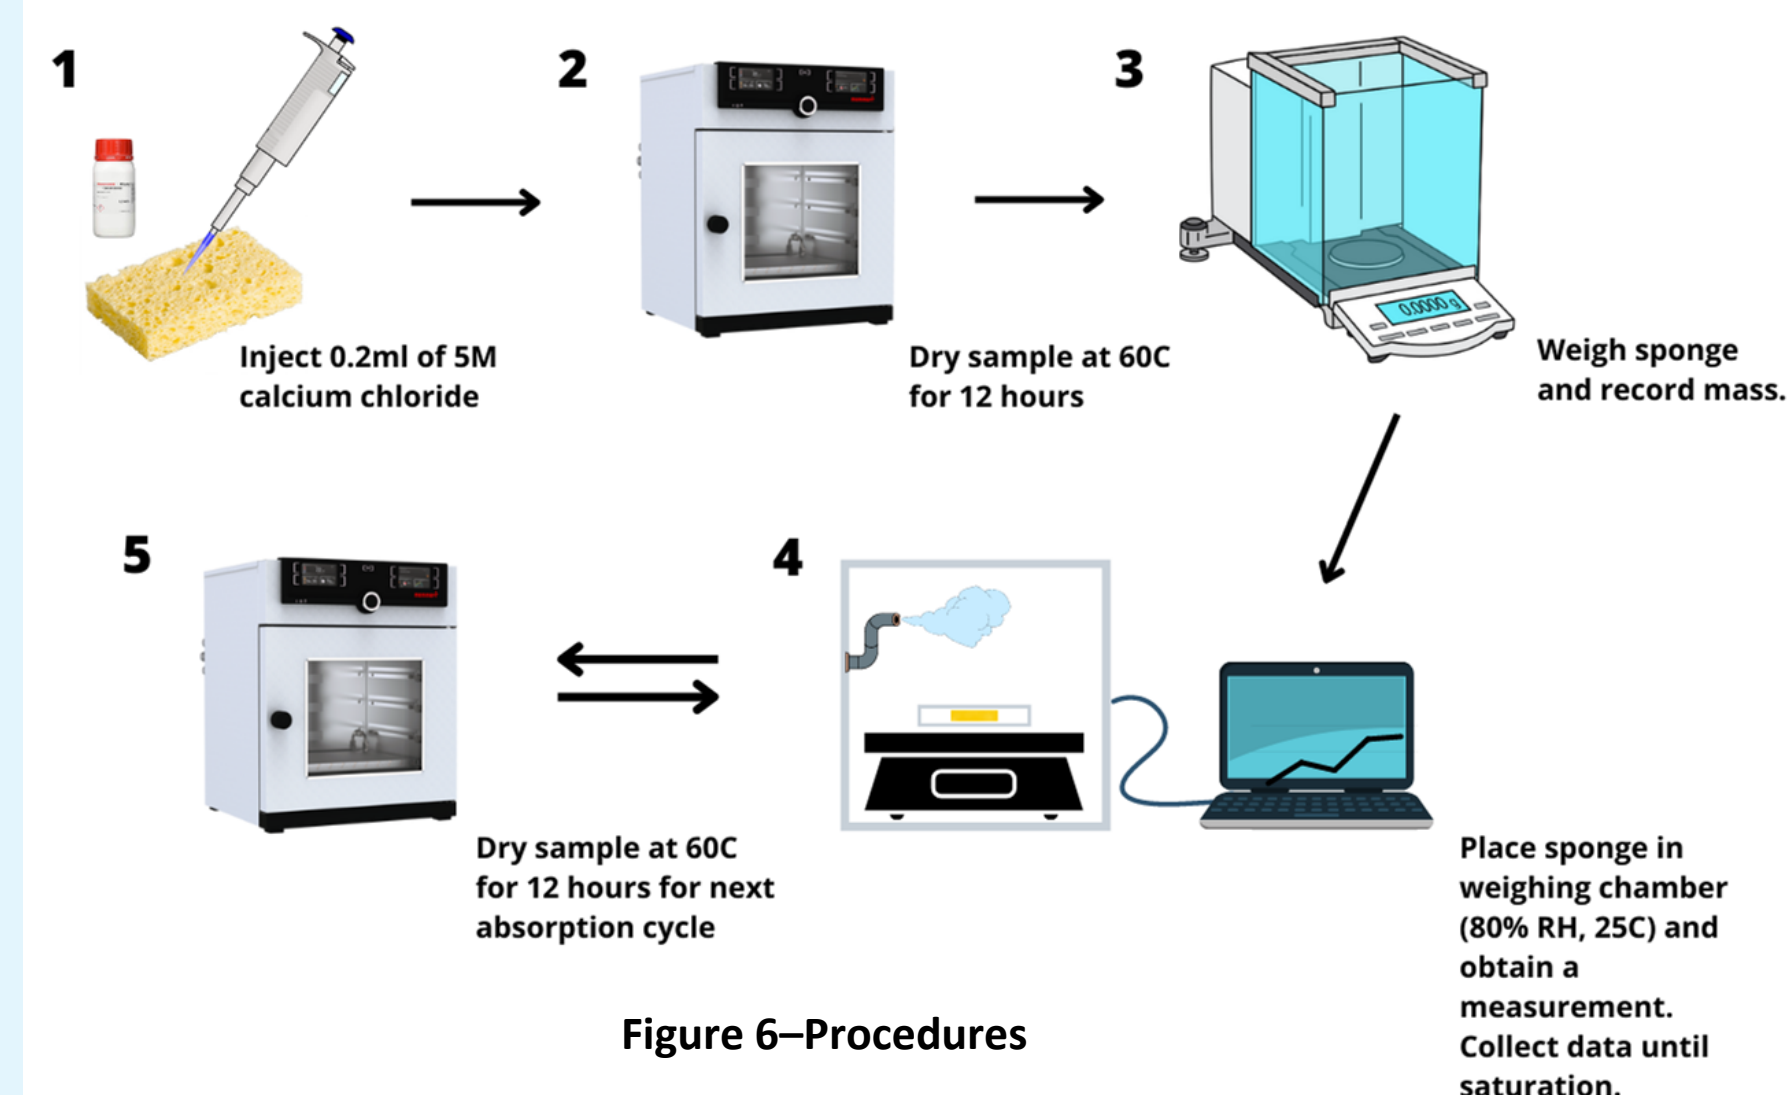 1
Inject 0.2ml of 5M
calcium chloride
2
Dry sample at 60C
for 12 hours
3
0.0000 g
Weigh sponge
and record mass.
4
Place sponge in
weighing chamber
(80% RH, 25C) and
obtain a
measurement.
Collect data until
saturation.
5
Dry sample at 60C
for 12 hours for next
absorption cycle
Figure 6–Procedures